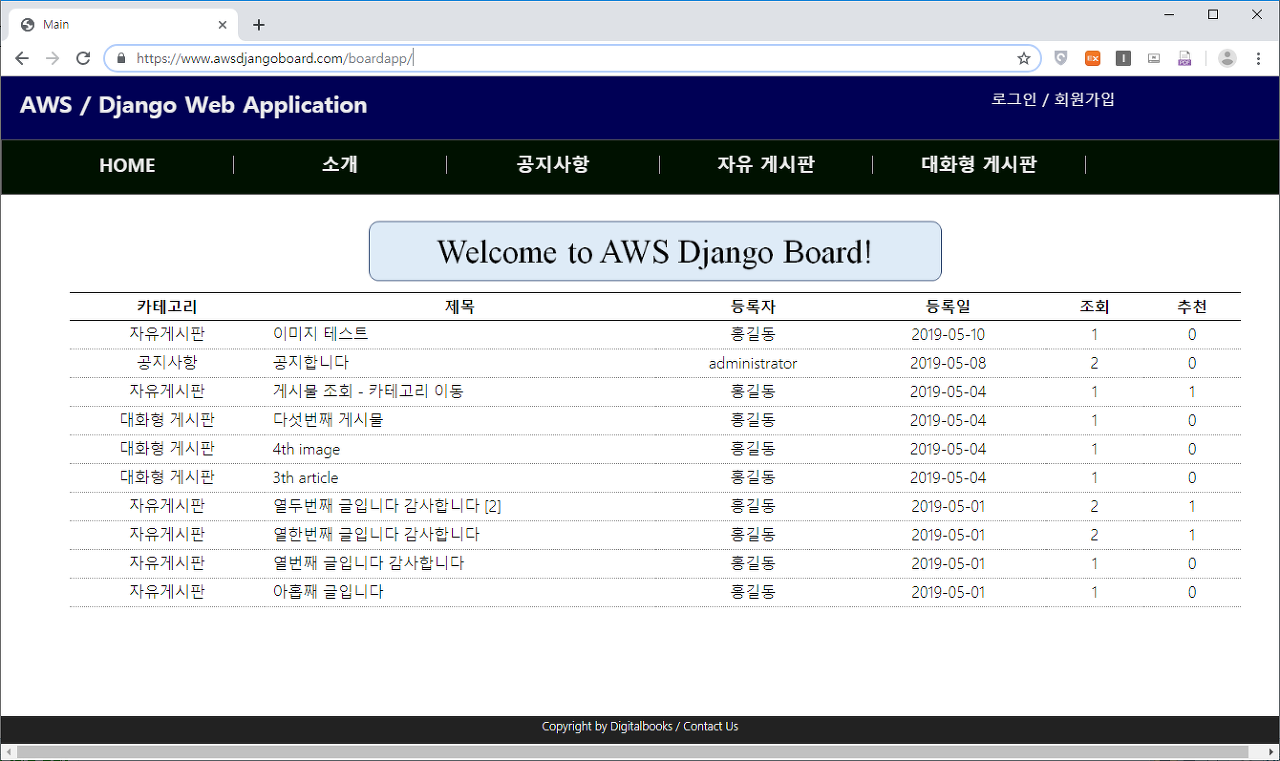 Main
https://www.awsdjangoboard.com/boardapp/
AWS / Django Web Application
로그인 / 회원가입
HOME 소개 공지사항 자유 게시판 대화형 게시판
Welcome to AWS Django Board!
카테고리 제목 등록자 등록일 조회 추천
자유게시판 이미지 테스트 홍길동 2019-05-10 1 0
공지사항 공지합니다 administrator 2019-05-08 2 0
자유게시판 게시물 조회 - 카테고리 이동 홍길동 2019-05-04 1 1
대화형 게시판 다섯번째 게시물 홍길동 2019-05-04 1 0
대화형 게시판 4th image 홍길동 2019-05-04 1 0
대화형 게시판 3th article 홍길동 2019-05-04 1 0
자유게시판 열두번째 글입니다 감사합니다 [2] 홍길동 2019-05-01 2 1
자유게시판 열한번째 글입니다 감사합니다 홍길동 2019-05-01 2 1
자유게시판 열번째 글입니다 감사합니다 홍길동 2019-05-01 1 0
자유게시판 아홉째 글입니다 홍길동 2019-05-01 1 0
Copyright by Digitalbooks / Contact Us